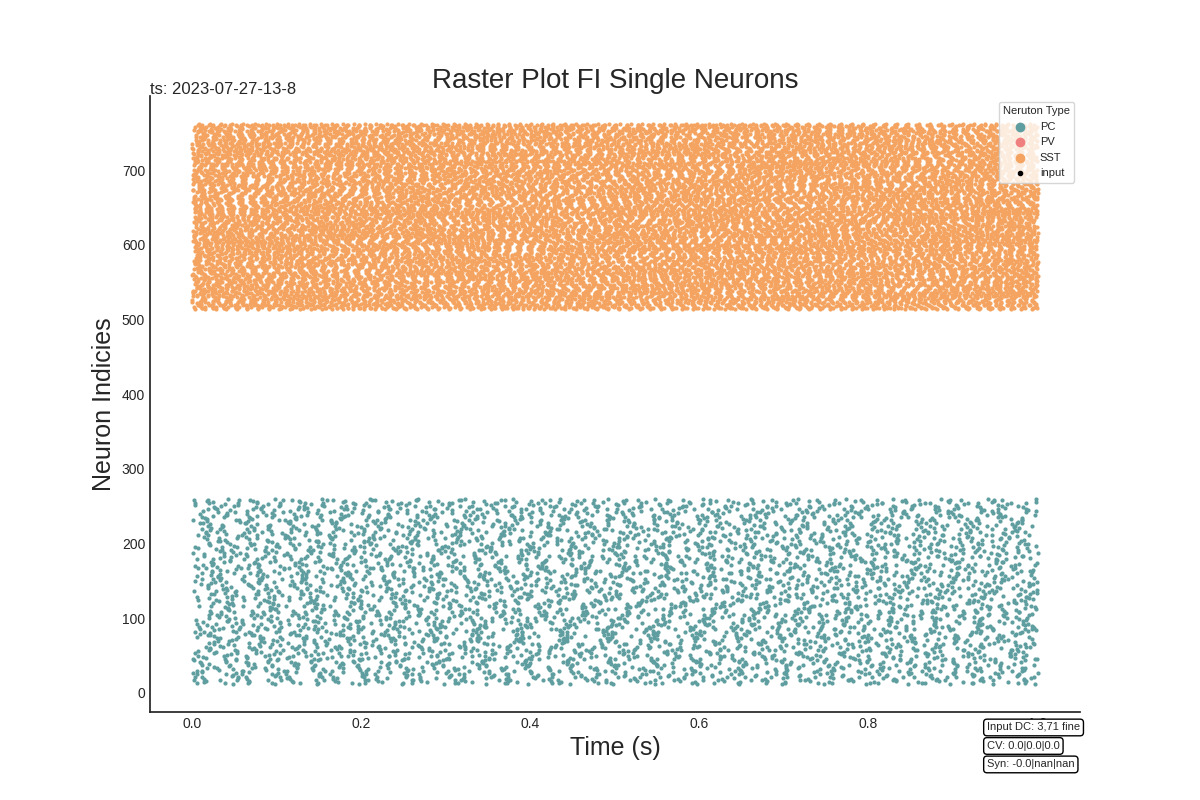 Raster Plot FI Single Neurons
ts: 2023-07-27-13-8
Neruton Type
PC
PV
SST
input
Neuron Indicies
700
600
500
400
300
200
100
0
0.0
0.2
0.4
0.6
0.8
Time (s)
Input DC: 3,71 fine
CV: 0.0|0.0|0.0
Syn: -0.0|nan|nan